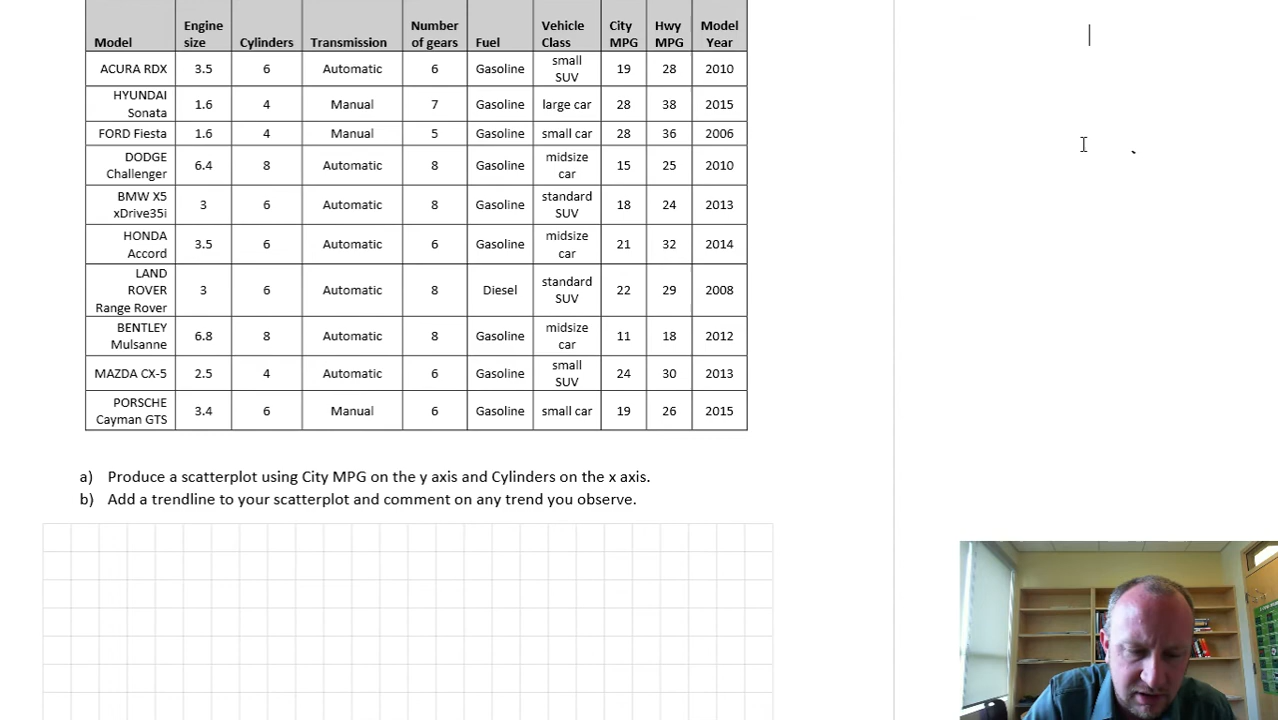 Model Engine size Cylinders Transmission Number of gears Fuel Vehicle Class City MPG Hwy MPG Model Year
ACURA RDX 3.5 6 Automatic 6 Gasoline small SUV 19 28 2010
HYUNDAI Sonata 1.6 4 Manual 7 Gasoline large car 28 38 2015
FORD Fiesta 1.6 4 Manual 5 Gasoline small car 28 36 2006
DODGE Challenger 6.4 8 Automatic 8 Gasoline midsize car 15 25 2010
BMW X5 xDrive35i 3 6 Automatic 8 Gasoline standard SUV 18 24 2013
HONDA Accord 3.5 6 Automatic 6 Gasoline midsize car 21 32 2014
LAND ROVER Range Rover 3 6 Automatic 8 Diesel standard SUV 22 29 2008
BENTLEY Mulsanne 6.8 8 Automatic 8 Gasoline midsize car 11 18 2012
MAZDA CX-5 2.5 4 Automatic 6 Gasoline small SUV 24 30 2013
PORSCHE Cayman GTS 3.4 6 Manual 6 Gasoline small car 19 26 2015
a) Produce a scatterplot using City MPG on the y axis and Cylinders on the x axis.
b) Add a trendline to your scatterplot and comment on any trend you observe.